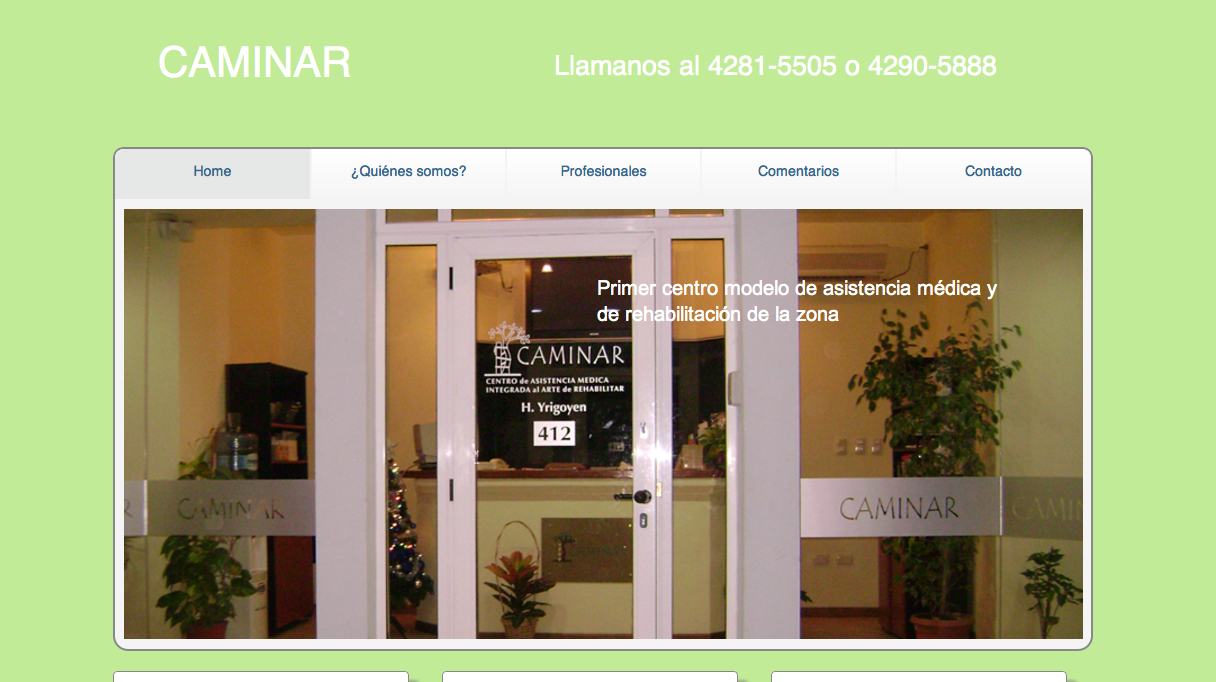 CAMINAR
Llamanos al 4281-5505 o 4290-5888
Home
¿Quiénes somos?
Profesionales
Comentarios
Contacto
Primer centro modelo de asistencia médica y
de rehabilitación de la zona
CAMINAR
CENTRO de ASISTENCIA MEDICA
INTEGRADA al ARTE de REHABILITAR
H. Yrigoyen
412
R
CAMINAR
CAMINAR
CAMI
CAMINAR